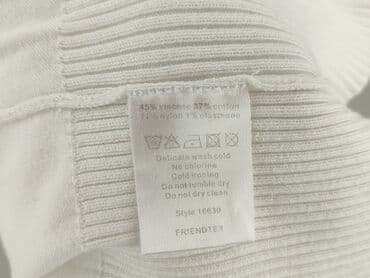 45% viscose 37% cotton
17% nylon 1% elasthane
Delicate wash cold
No chlorine
Cold ironing
Do not tumble dry
Do not dry clean
Style 16630
FRIENDTEX